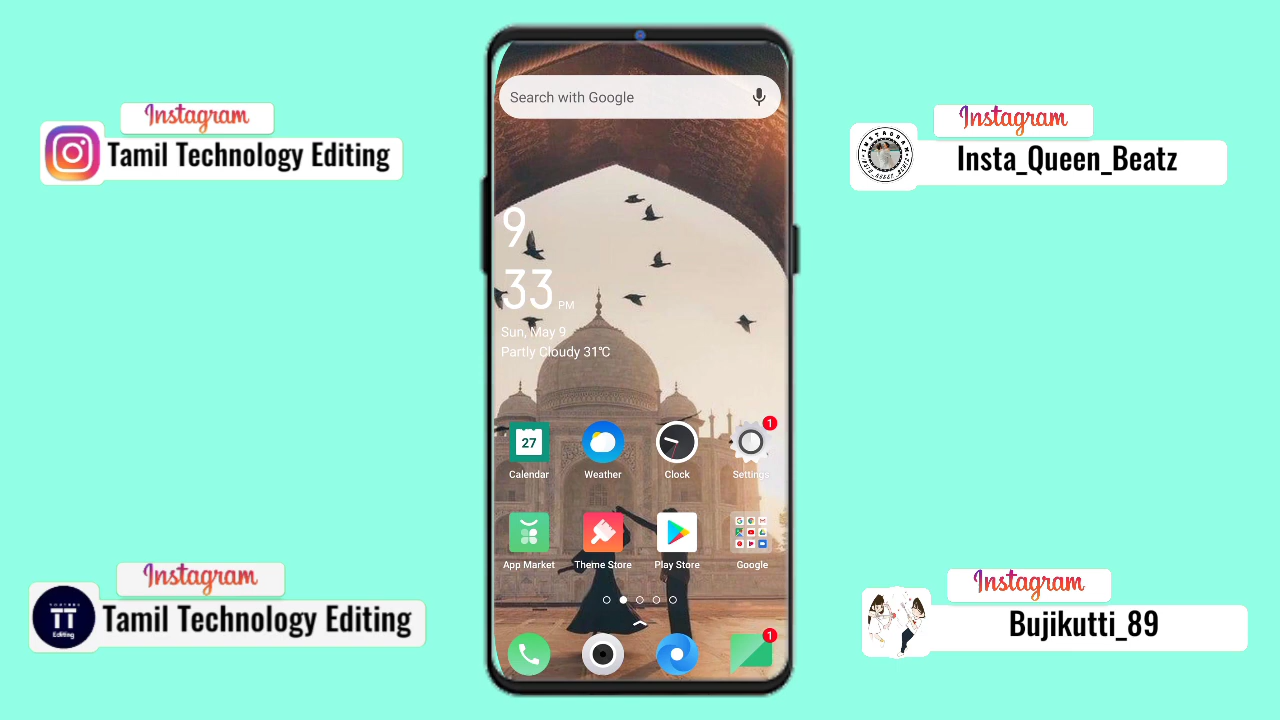 Instagram
Tamil Technology Editing
Instagram
Insta_Queen_Beatz
Search with Google
9
33 PM
Sun, May 9
Partly Cloudy 31℃
1
27
Calendar
Weather
Clock
Settings
App Market
Theme Store
Play Store
Google
1
Instagram
TT
Editing
Tamil Technology Editing
Instagram
Bujikutti_89